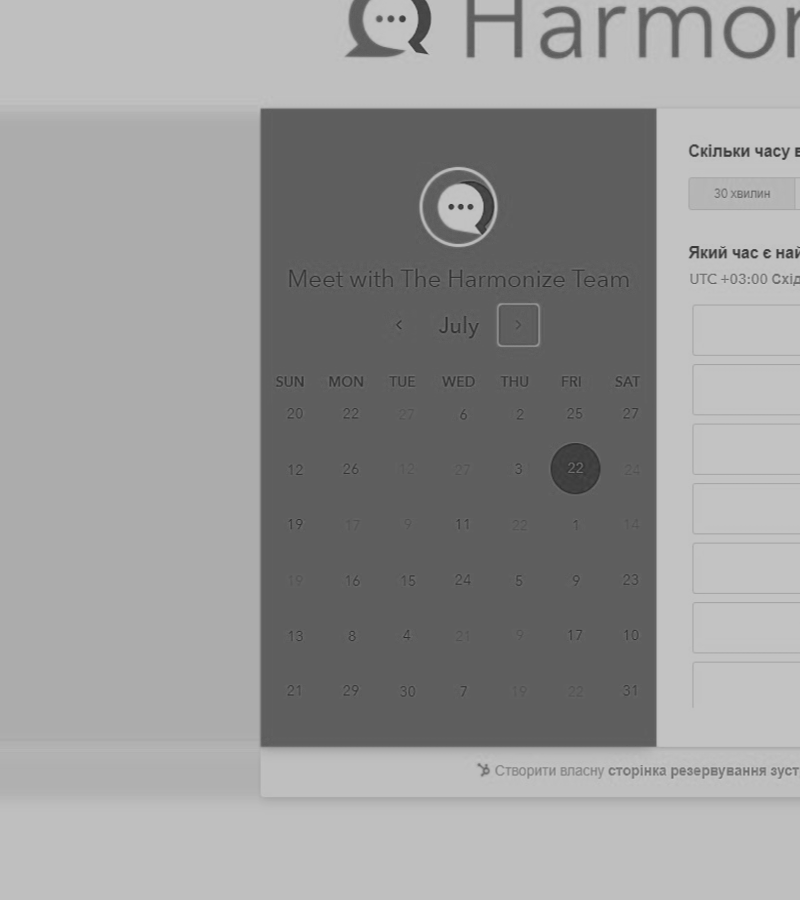 Harmon
Скільки часу в
30 хвилин
Meet with The Harmonize Team
Який час є най
UTC +03:00 Схід
July
SUN MON TUE WED THU FRI SAT
20 22 27 6 2 25 27
12 26 12 27 3 22 24
19 17 9 11 22 1 14
19 16 15 24 5 9 23
13 8 4 21 9 17 10
21 29 30 7 19 22 31
Створити власну сторінка резервування зуст